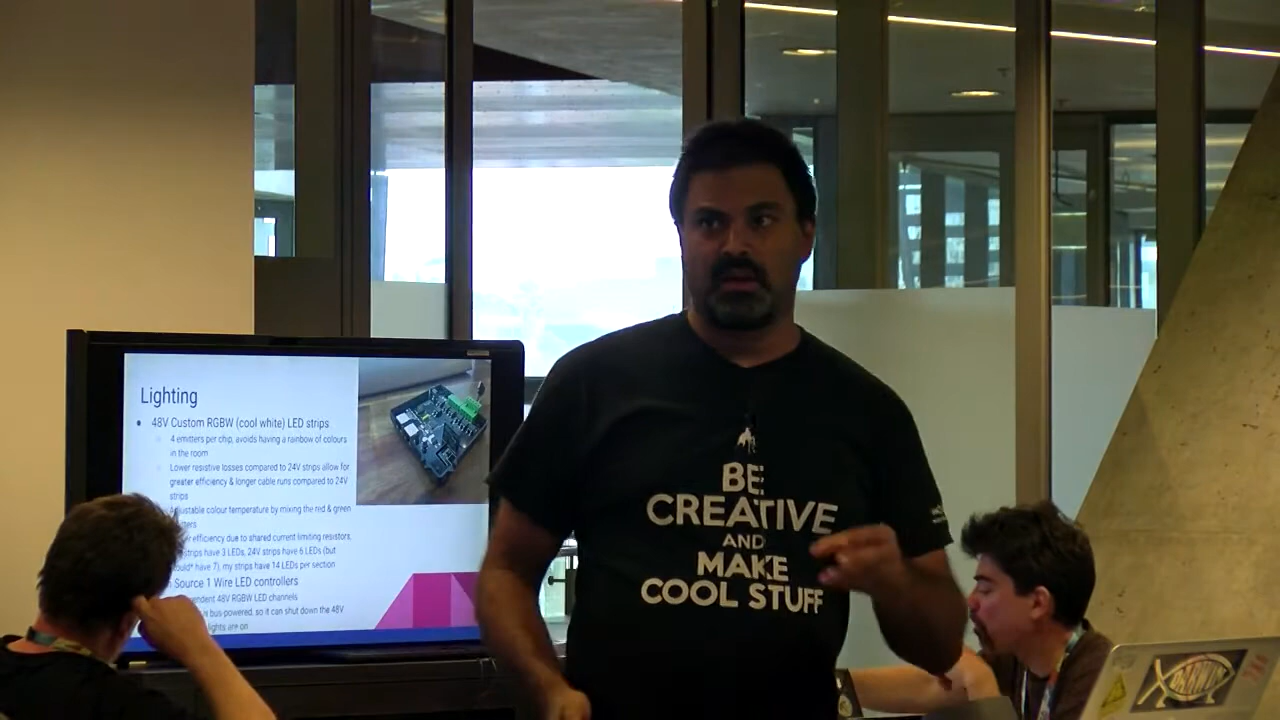 Lighting
48V Custom RGBW (cool white) LED strips
4 emitters per chip, avoids having a rainbow of colours
in the room
Lower resistive losses compared to 24V strips allow for
greater efficiency & longer cable runs compared to 24V
strips
colour temperature by mixing the red & green
efficiency due to shared current limiting resistors,
strips have 3 LEDs, 24V strips have 6 LEDs (but
have 7), my strips have 14 LEDs per section
Source 1 Wire LED controllers
48V RGBW LED channels
is bus-powered, so it can shut down the 48V
lights are on
BE
CREATIVE
AND
MAKE
COOL STUFF
DARWIN